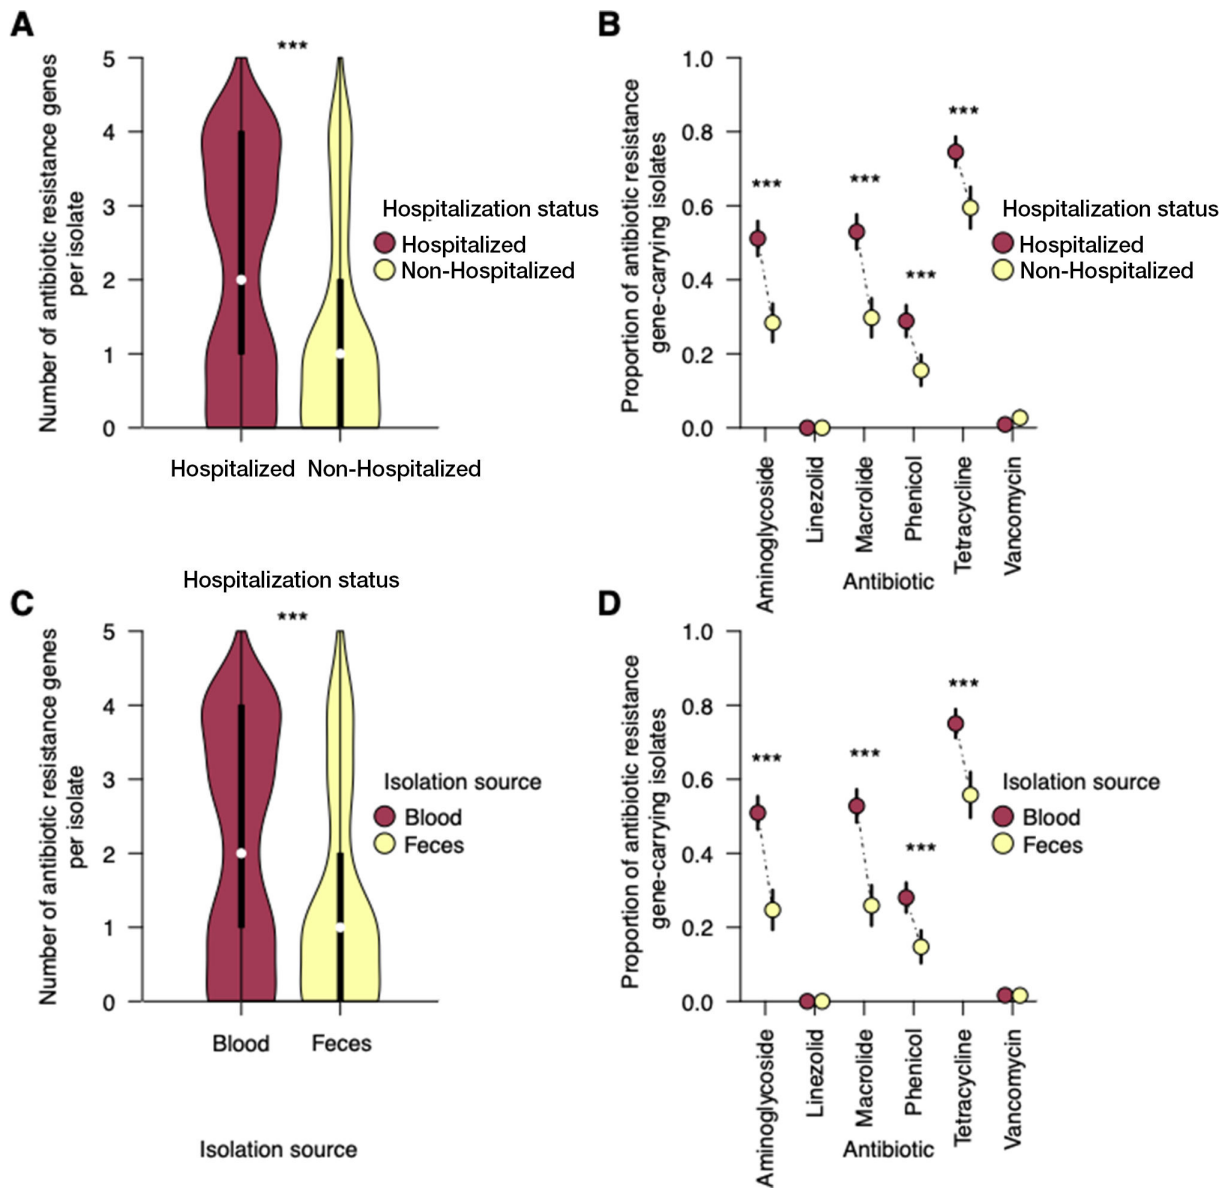 A
***
Number of antibiotic resistance genes
per isolate
5
4
3
2
1
0
Hospitalized
Non-Hospitalized
Hospitalization status
Hospitalization status
Hospitalized
Non-Hospitalized
B
Proportion of antibiotic resistance
gene-carrying isolates
1.0
0.8
0.6
0.4
0.2
0.0
***
***
***
***
Aminoglycoside
Linezolid
Macrolide
Phenicol
Tetracycline
Vancomycin
Antibiotic
Hospitalization status
Hospitalized
Non-Hospitalized
C
***
Number of antibiotic resistance genes
per isolate
5
4
3
2
1
0
Blood
Feces
Isolation source
Isolation source
Blood
Feces
D
Proportion of antibiotic resistance
gene-carrying isolates
1.0
0.8
0.6
0.4
0.2
0.0
***
***
***
***
Aminoglycoside
Linezolid
Macrolide
Phenicol
Tetracycline
Vancomycin
Antibiotic
Isolation source
Blood
Feces